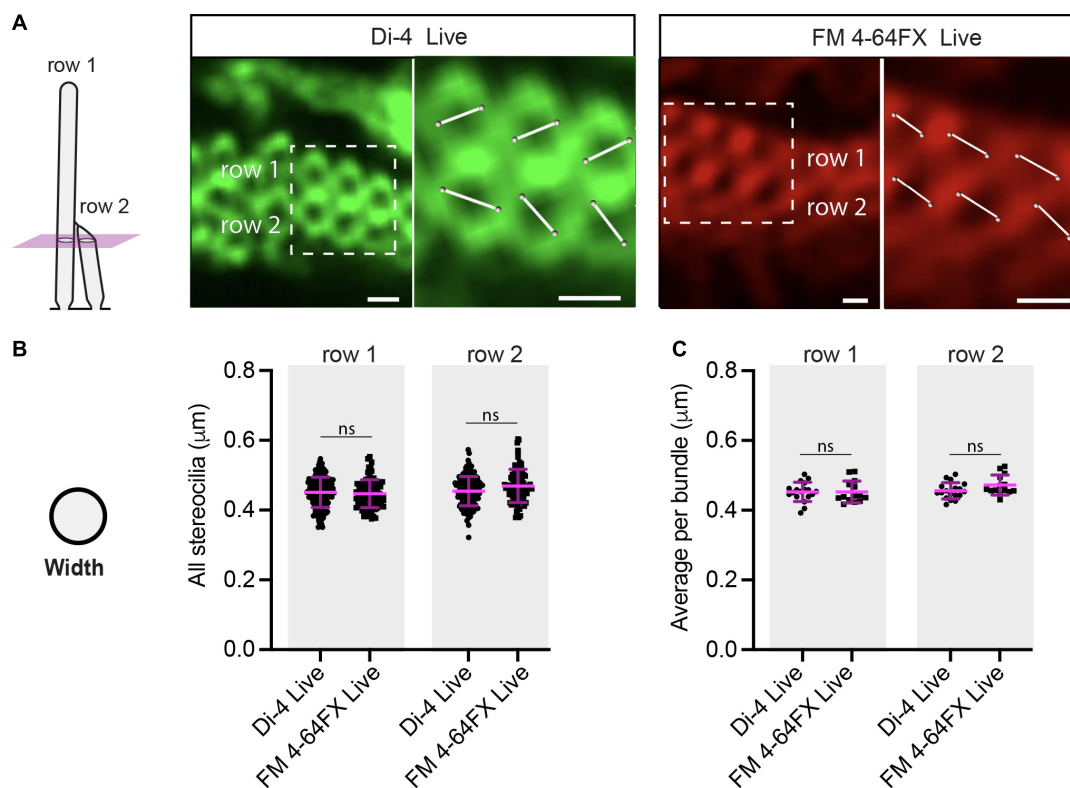 A
Di-4 Live
FM 4-64FX Live
row 1
row 2
row 1
row 2
row 1
row 2
B
Width
All stereocilia (μm)
0.8
0.6
0.4
0.2
0.0
row 1
row 2
ns
ns
Di-4 Live
FM 4-64FX Live
Di-4 Live
FM 4-64FX Live
C
Average per bundle (μm)
0.8
0.6
0.4
0.2
0.0
row 1
row 2
ns
ns
Di-4 Live
FM 4-64FX Live
Di-4 Live
FM 4-64FX Live